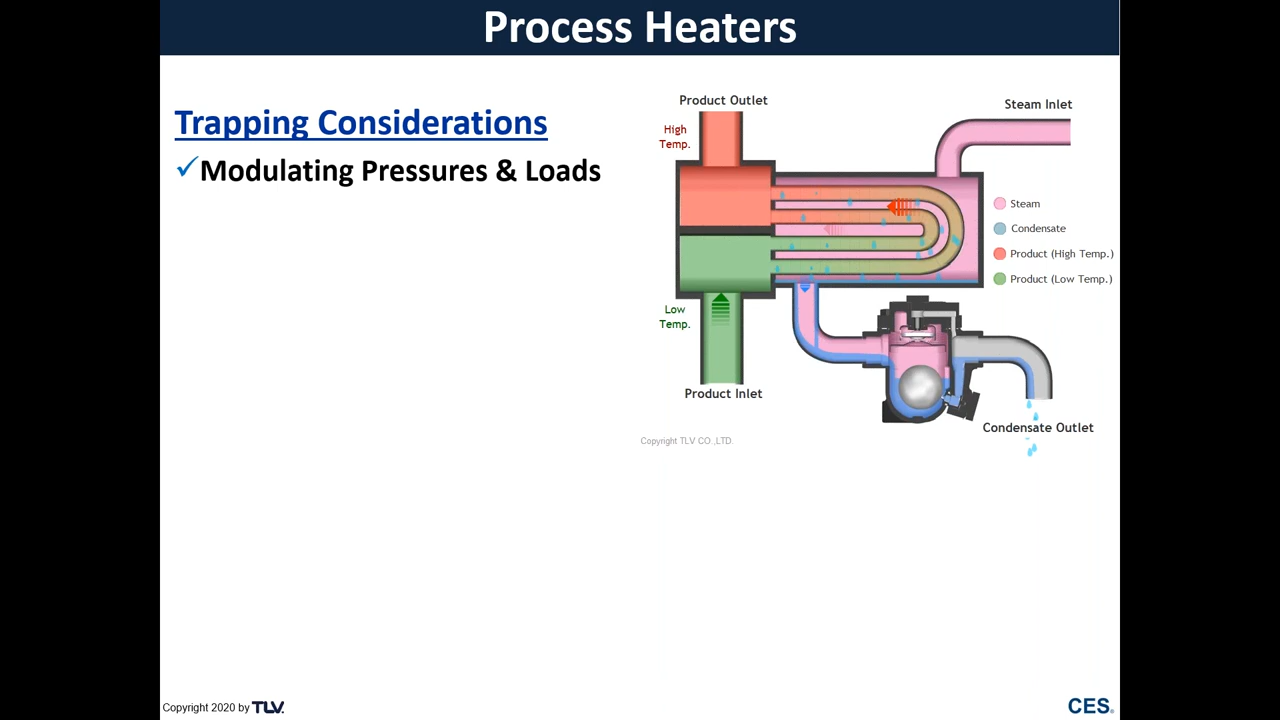 Process Heaters
Trapping Considerations
✓Modulating Pressures & Loads
Product Outlet
Steam Inlet
High
Temp.
Steam
Condensate
Product (High Temp.)
Product (Low Temp.)
Low
Temp.
Product Inlet
Condensate Outlet
Copyright TLV CO.,LTD.
Copyright 2020 by TLV.
CES®